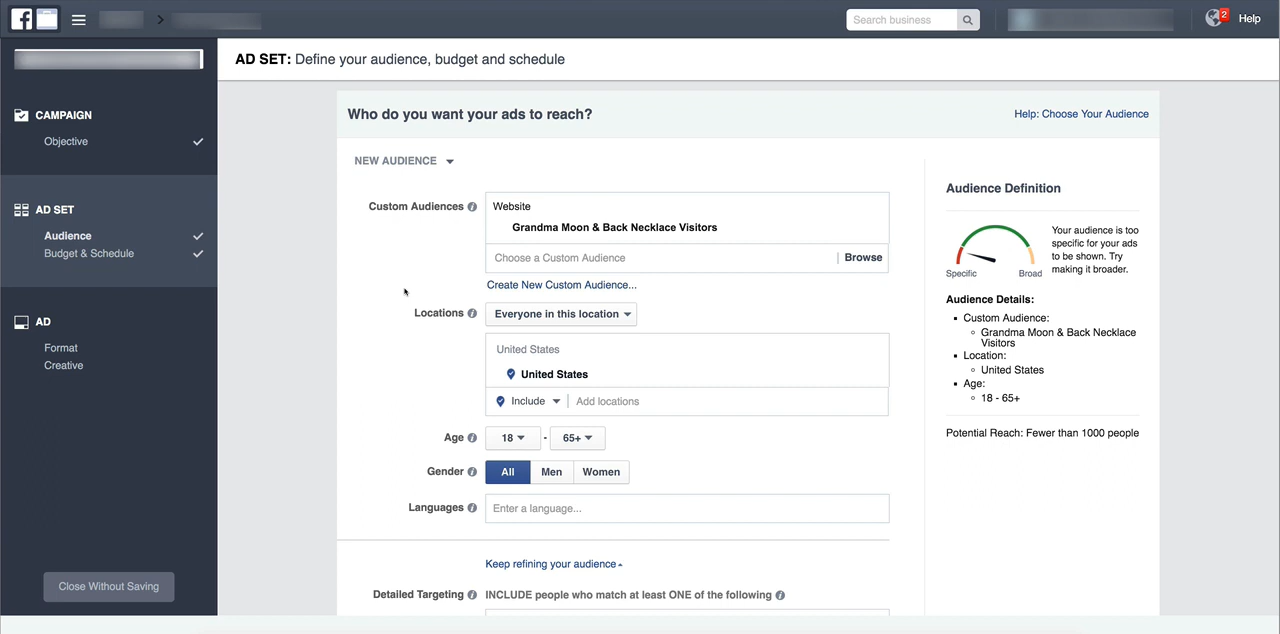 Search business
2
Help
AD SET: Define your audience, budget and schedule
CAMPAIGN
Objective
AD SET
Audience
Budget & Schedule
AD
Format
Creative
Close Without Saving
Who do you want your ads to reach?
Help: Choose Your Audience
NEW AUDIENCE
Custom Audiences
Website
Grandma Moon & Back Necklace Visitors
Choose a Custom Audience
Browse
Create New Custom Audience...
Locations
Everyone in this location
United States
United States
Include
Add locations
Age
18 - 65+
Gender
All Men Women
Languages
Enter a language...
Keep refining your audience
Detailed Targeting
INCLUDE people who match at least ONE of the following
Audience Definition
Specific
Broad
Your audience is too
specific for your ads
to be shown. Try
making it broader.
Audience Details:
Custom Audience:
Grandma Moon & Back Necklace
Visitors
Location:
United States
Age:
18 - 65+
Potential Reach: Fewer than 1000 people